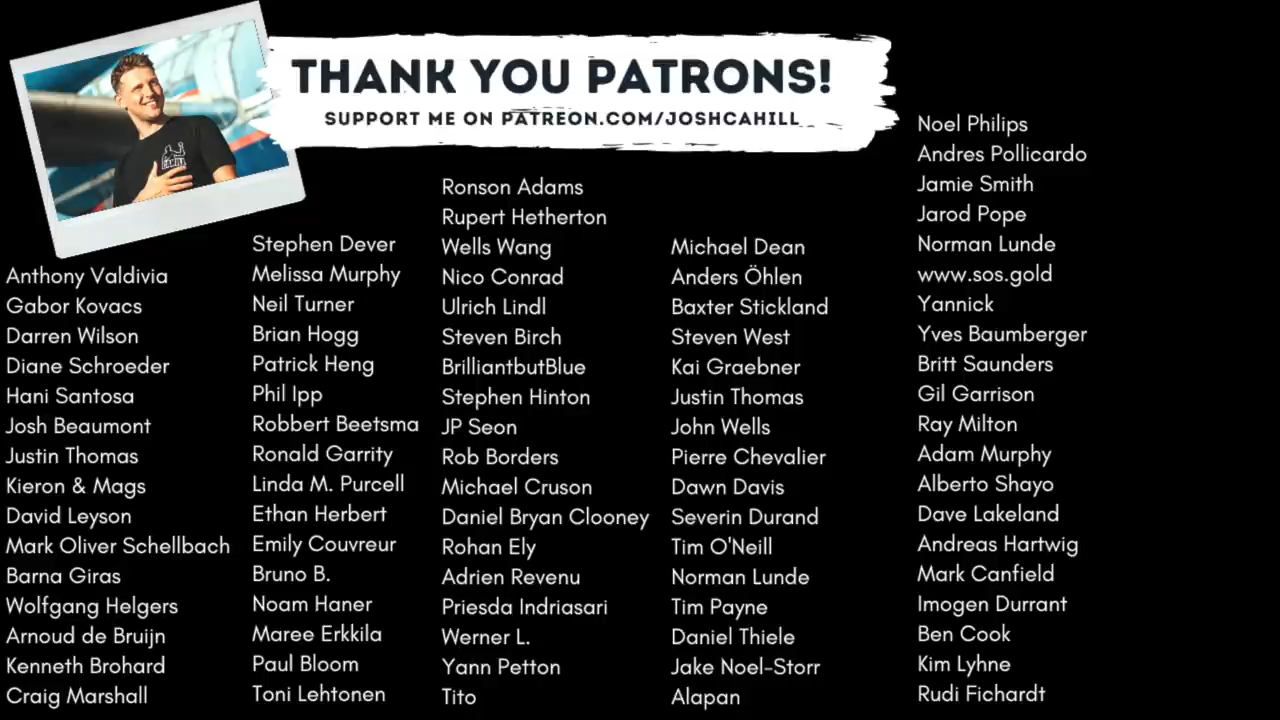 THANK YOU PATRONS!
SUPPORT ME ON PATREON.COM/JOSHCAHILL
Anthony Valdivia
Gabor Kovacs
Darren Wilson
Diane Schroeder
Hani Santosa
Josh Beaumont
Justin Thomas
Kieron & Mags
David Leyson
Mark Oliver Schellbach
Barna Giras
Wolfgang Helgers
Arnoud de Bruijn
Kenneth Brohard
Craig Marshall
Stephen Dever
Melissa Murphy
Neil Turner
Brian Hogg
Patrick Heng
Phil Ipp
Robbert Beetsma
Ronald Garrity
Linda M. Purcell
Ethan Herbert
Emily Couvreur
Bruno B.
Noam Haner
Maree Erkkila
Paul Bloom
Toni Lehtonen
Ronson Adams
Rupert Hetherton
Wells Wang
Nico Conrad
Ulrich Lindl
Steven Birch
BrilliantbutBlue
Stephen Hinton
JP Seon
Rob Borders
Michael Cruson
Daniel Bryan Clooney
Rohan Ely
Adrien Revenu
Priesda Indriasari
Werner L.
Yann Petton
Tito
Michael Dean
Anders Öhlen
Baxter Stickland
Steven West
Kai Graebner
Justin Thomas
John Wells
Pierre Chevalier
Dawn Davis
Severin Durand
Tim O'Neill
Norman Lunde
Tim Payne
Daniel Thiele
Jake Noel-Storr
Alapan
Noel Philips
Andres Pollicardo
Jamie Smith
Jarod Pope
Norman Lunde
www.sos.gold
Yannick
Yves Baumberger
Britt Saunders
Gil Garrison
Ray Milton
Adam Murphy
Alberto Shayo
Dave Lakeland
Andreas Hartwig
Mark Canfield
Imogen Durrant
Ben Cook
Kim Lyhne
Rudi Fichardt